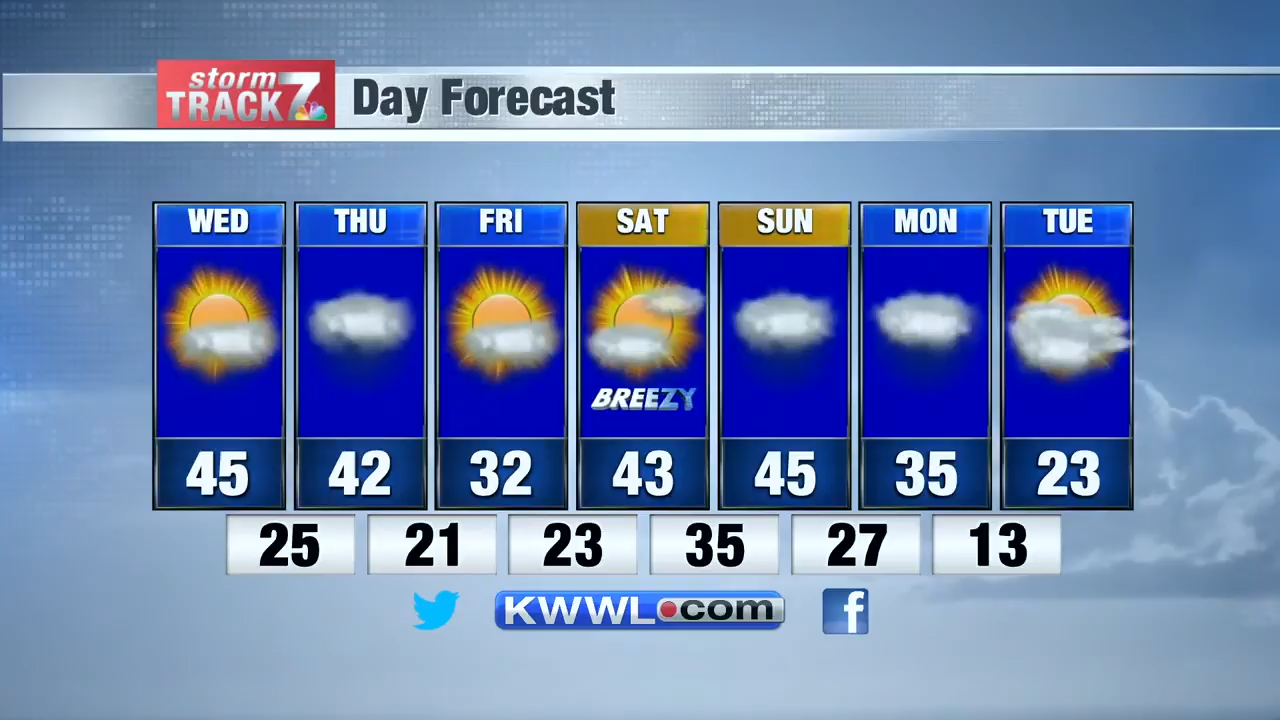 storm
TRACK 7 Day Forecast
WED THU FRI SAT SUN MON TUE
BREEZY
45 42 32 43 45 35 23
25 21 23 35 27 13
KWWL.com f